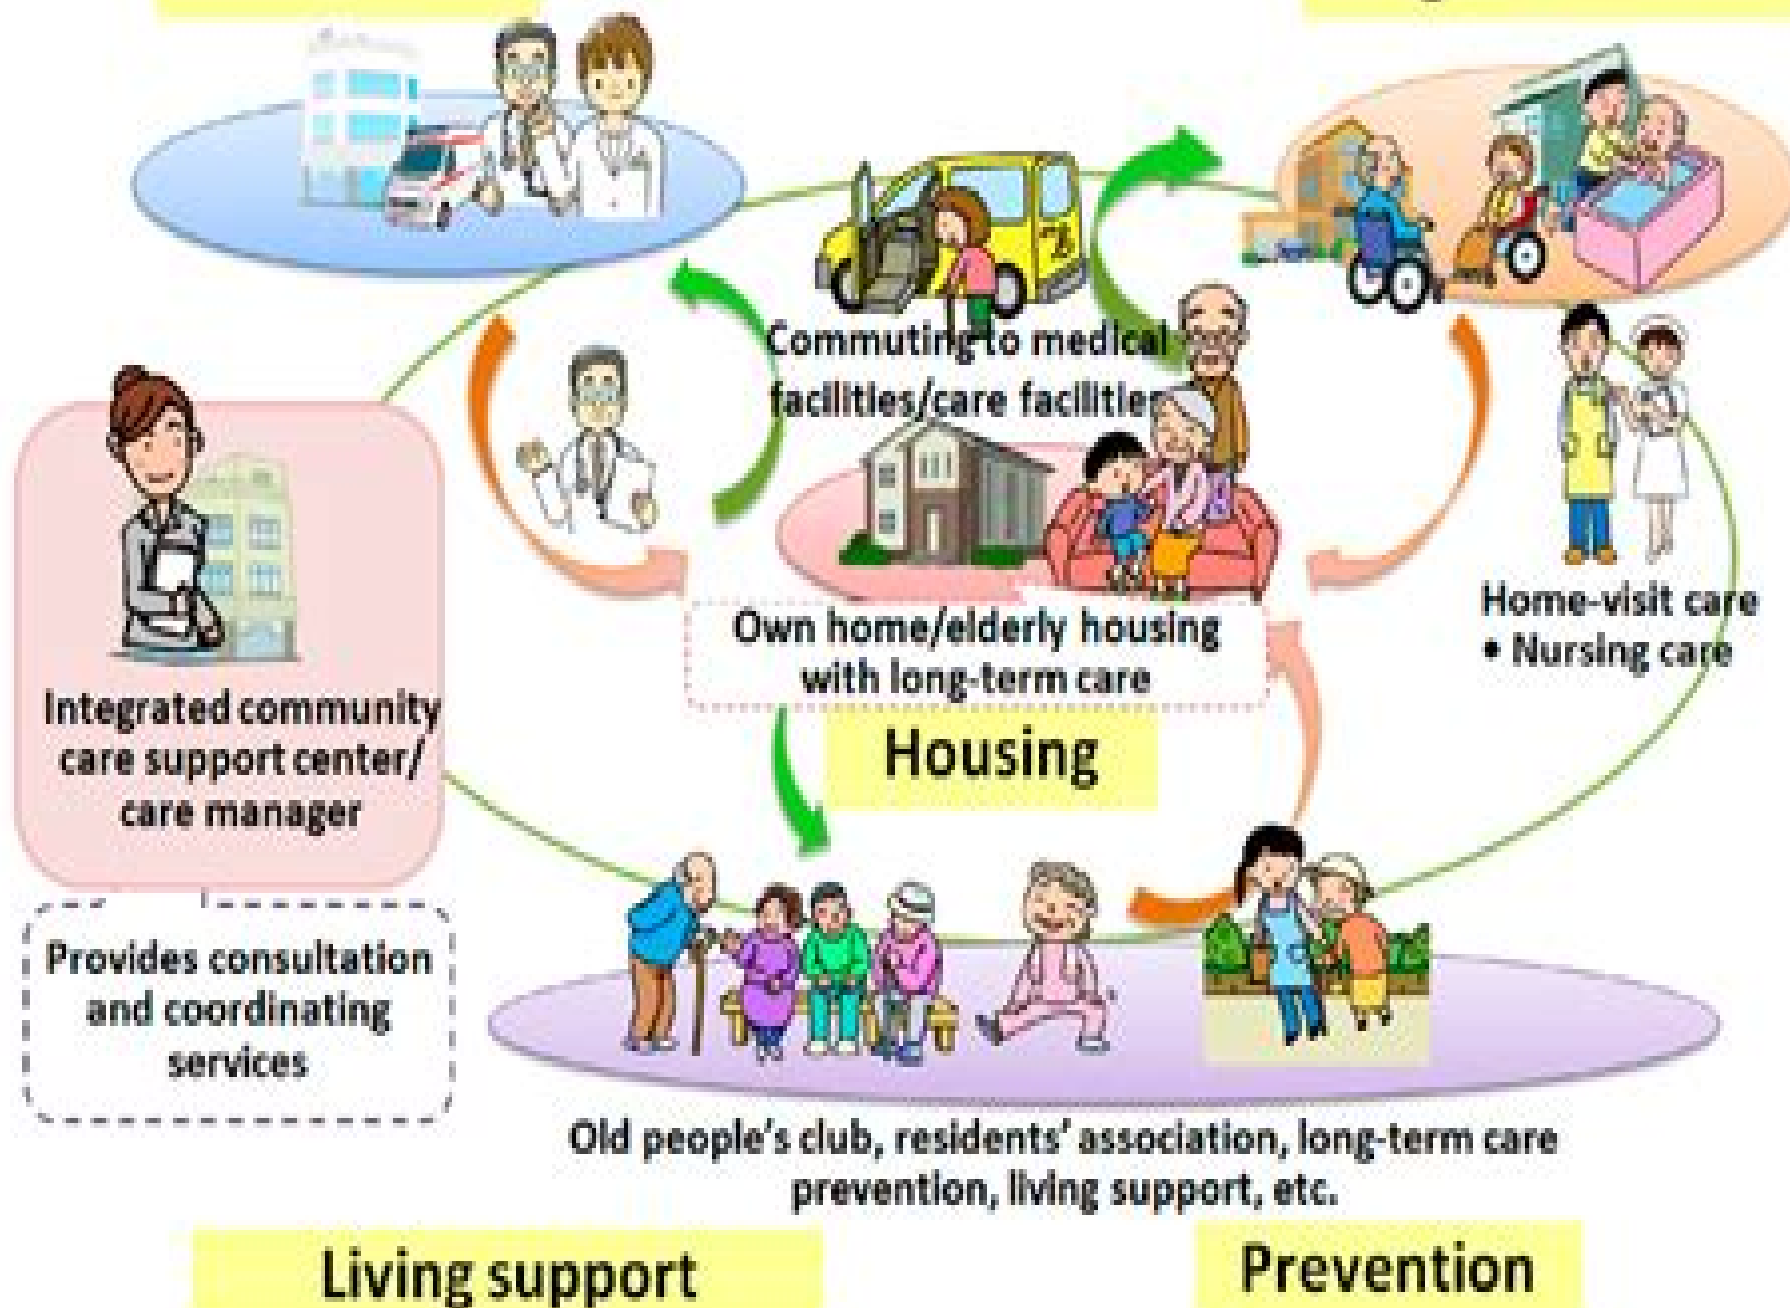 Commuting to medical
facilities/care facilities
Home-visit care
• Nursing care
Own home/elderly housing
with long-term care
Housing
Integrated community
care support center/
care manager
Provides consultation
and coordinating
services
Old people's club, residents' association, long-term care
prevention, living support, etc.
Living support
Prevention